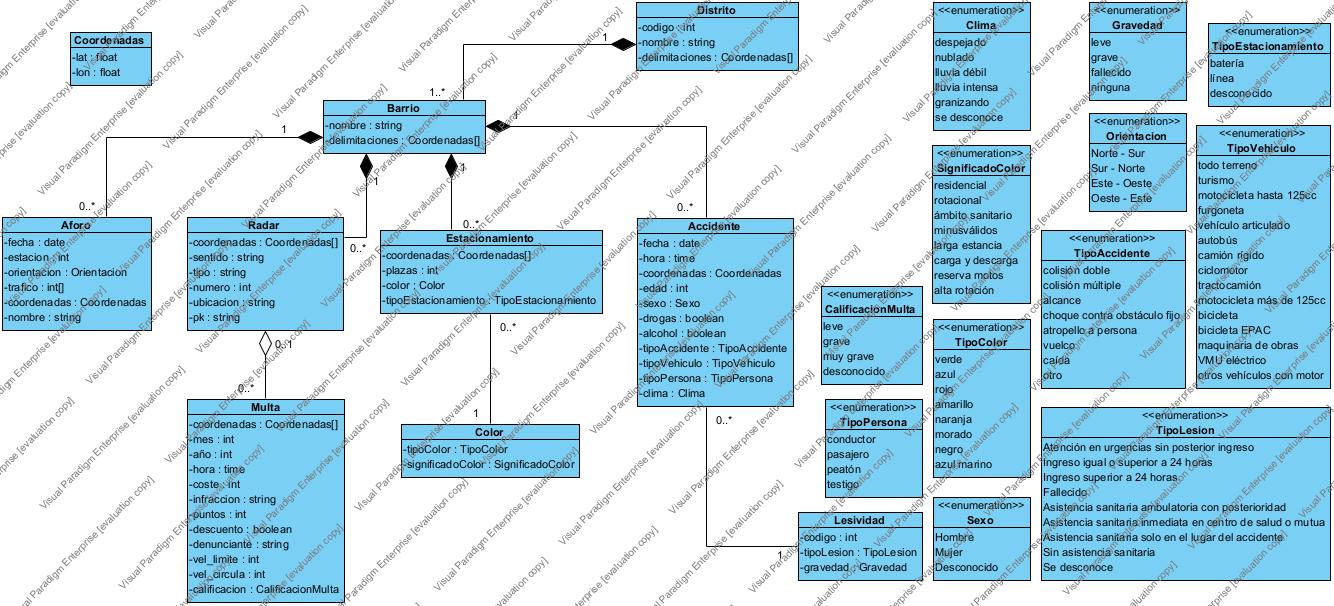 Coordenadas
-lat : float
-lon : float
Distrito
-codigo : int
-nombre : string
-delimitaciones : Coordenadas[]
1
1..*
Barrio
-nombre : string
-delimitaciones : Coordenadas[]
1
1
1
1
0..*
0..*
0..*
0..*
Aforo
-fecha : date
-estacion : int
-orientacion : Orientacion
-trafico : int[]
-coordenadas : Coordenadas
-nombre : string
Radar
-coordenadas : Coordenadas[]
-sentido : string
-tipo : string
-numero : int
-ubicacion : string
-pk : string
0..1
0..*
Multa
-coordenadas : Coordenadas[]
-mes : int
-año : int
-hora : time
-coste : int
-infraccion : string
-puntos : int
-descuento : boolean
-denunciante : string
-vel_limite : int
-vel_circula : int
-calificacion : CalificacionMulta
Estacionamiento
-coordenadas : Coordenadas[]
-plazas : int
-color : Color
-tipoEstacionamiento : TipoEstacionamiento
0..*
1
Color
-tipoColor : TipoColor
-significadoColor : SignificadoColor
Accidente
-fecha : date
-hora : time
-coordenadas : Coordenadas
-edad : int
-sexo : Sexo
-drogas : boolean
-alcohol : boolean
-tipoAccidente : TipoAccidente
-tipoVehiculo : TipoVehiculo
-tipoPersona : TipoPersona
-clima : Clima
0..*
1
Lesividad
-codigo : int
-tipoLesion : TipoLesion
-gravedad : Gravedad
<<enumeration>>
CalificacionMulta
leve
grave
muy grave
desconocido
<<enumeration>>
TipoPersona
conductor
pasajero
peatón
testigo
<<enumeration>>
Clima
despejado
nublado
lluvia débil
lluvia intensa
granizando
se desconoce
<<enumeration>>
SignificadoColor
residencial
rotacional
ámbito sanitario
minusválidos
larga estancia
carga y descarga
reserva motos
alta rotación
<<enumeration>>
TipoColor
verde
azul
rojo
amarillo
naranja
morado
negro
azul marino
<<enumeration>>
Sexo
Hombre
Mujer
Desconocido
<<enumeration>>
Gravedad
leve
grave
fallecido
ninguna
<<enumeration>>
Orientacion
Norte - Sur
Sur - Norte
Este - Oeste
Oeste - Este
<<enumeration>>
TipoAccidente
colisión doble
colisión múltiple
alcance
choque contra obstáculo fijo
atropello a persona
vuelco
caída
otro
<<enumeration>>
TipoEstacionamiento
batería
línea
desconocido
<<enumeration>>
TipoVehiculo
todo terreno
turismo
motocicleta hasta 125cc
furgoneta
vehículo articulado
autobús
camión rígido
ciclomotor
tractocamión
motocicleta más de 125cc
bicicleta
bicicleta EPAC
maquinaria de obras
VMU eléctrico
otros vehículos con motor
<<enumeration>>
TipoLesion
Atención en urgencias sin posterior ingreso
Ingreso igual o superior a 24 horas
Ingreso superior a 24 horas
Fallecido
Asistencia sanitaria ambulatoria con posterioridad
Asistencia sanitaria inmediata en centro de salud o mutua
Asistencia sanitaria solo en el lugar del accidente
Sin asistencia sanitaria
Se desconoce
Visual Paradigm Enterprise [evaluation copy]